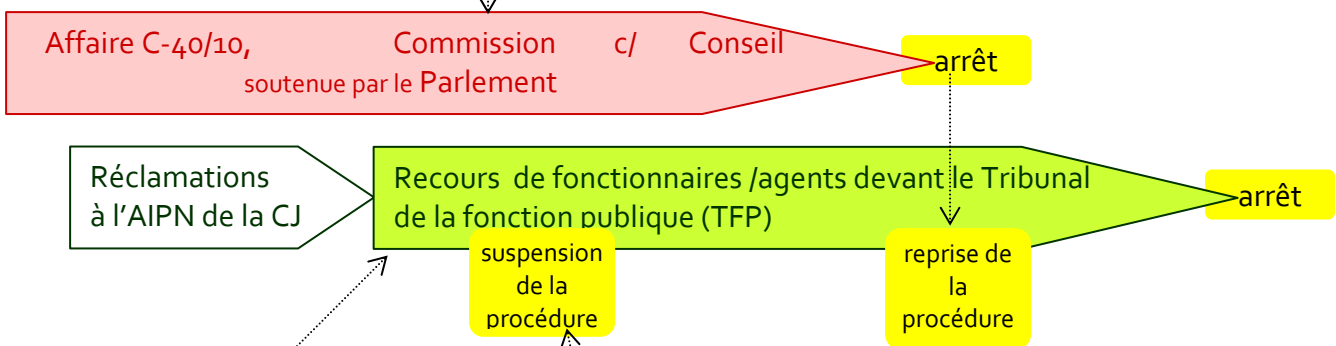 Affaire C-40/10, Commission c/ Conseil
soutenue par le Parlement
arrêt
Réclamations
à l'AIPN de la CJ
Recours de fonctionnaires /agents devant le Tribunal
de la fonction publique (TFP)
arrêt
suspension
de la
procédure
reprise de
la
procédure